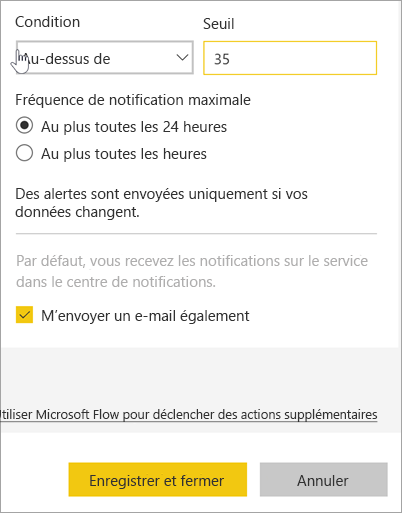 Condition
Seuil
Au-dessus de
35
Fréquence de notification maximale
Au plus toutes les 24 heures
Au plus toutes les heures
Des alertes sont envoyées uniquement si vos
données changent.
Par défaut, vous recevez les notifications sur le service
dans le centre de notifications.
M’envoyer un e-mail également
tiliser Microsoft Flow pour déclencher des actions supplémentaires
Enregistrer et fermer
Annuler